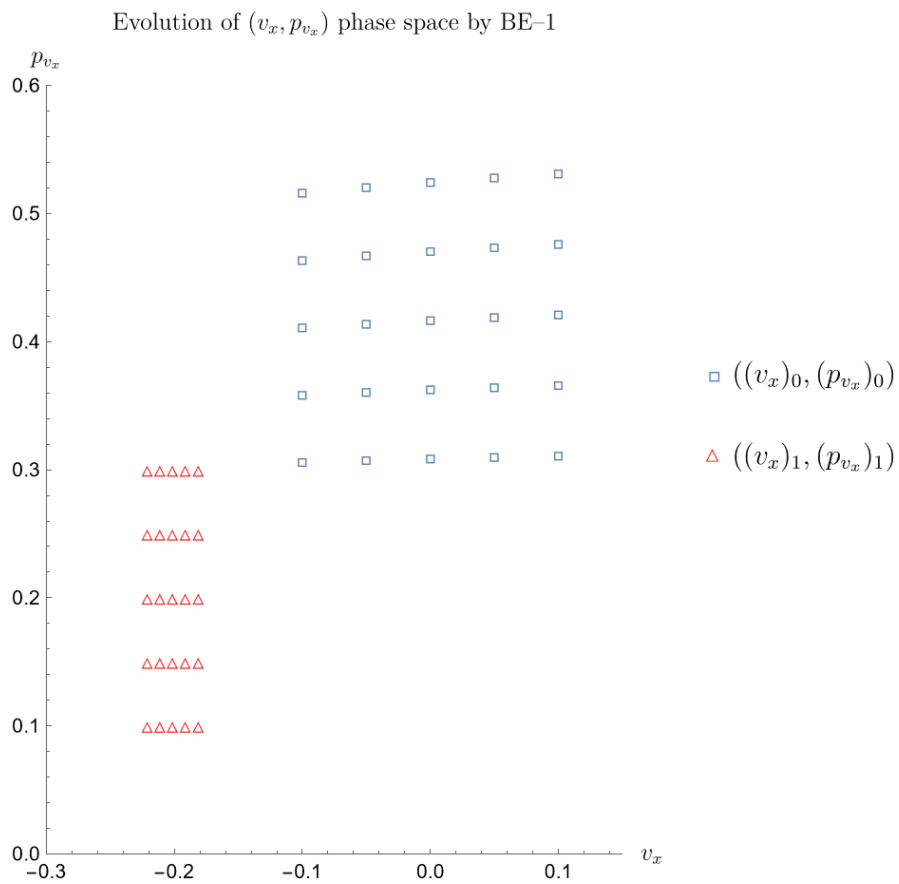 Evolution of $(v_x, p_{v_x})$ phase space by BE–1
$p_{v_x}$
0.6
0.5
0.4
0.3
0.2
0.1
0.0
−0.3 −0.2 −0.1 0.0 0.1
$v_x$
$((v_x)_0, (p_{v_x})_0)$
$((v_x)_1, (p_{v_x})_1)$